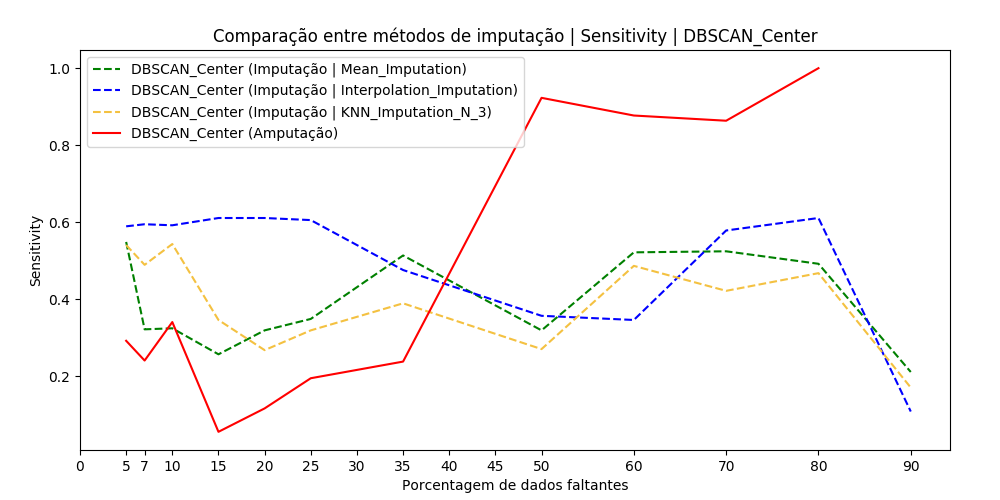 Comparação entre métodos de imputação | Sensitivity | DBSCAN_Center
DBSCAN_Center (Imputação | Mean_Imputation)
DBSCAN_Center (Imputação | Interpolation_Imputation)
DBSCAN_Center (Imputação | KNN_Imputation_N_3)
DBSCAN_Center (Amputação)
Sensitivity
1.0
0.8
0.6
0.4
0.2
0 5 7 10 15 20 25 30 35 40 45 50 60 70 80 90
Porcentagem de dados faltantes